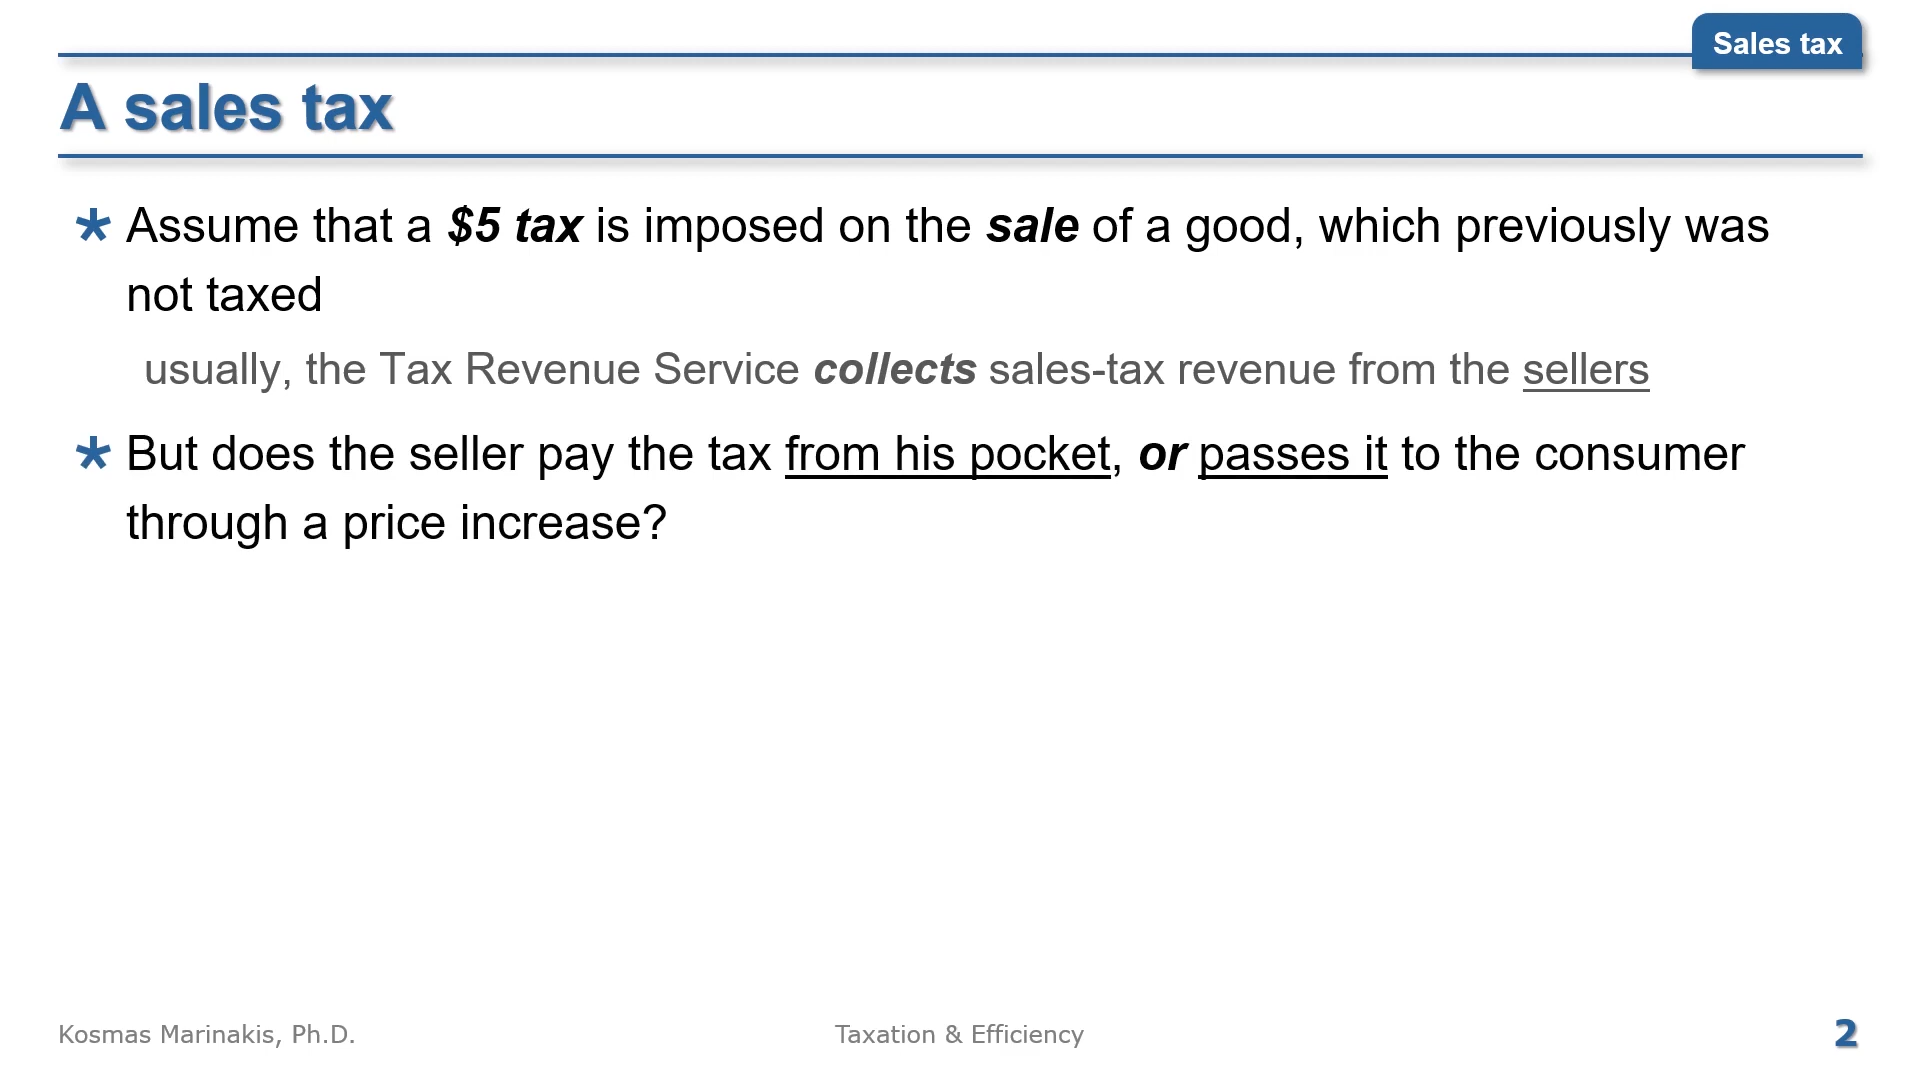 Sales tax
A sales tax
* Assume that a $5 tax is imposed on the sale of a good, which previously was
not taxed
usually, the Tax Revenue Service collects sales-tax revenue from the sellers
* But does the seller pay the tax from his pocket, or passes it to the consumer
through a price increase?
Kosmas Marinakis, Ph.D.
Taxation & Efficiency
2